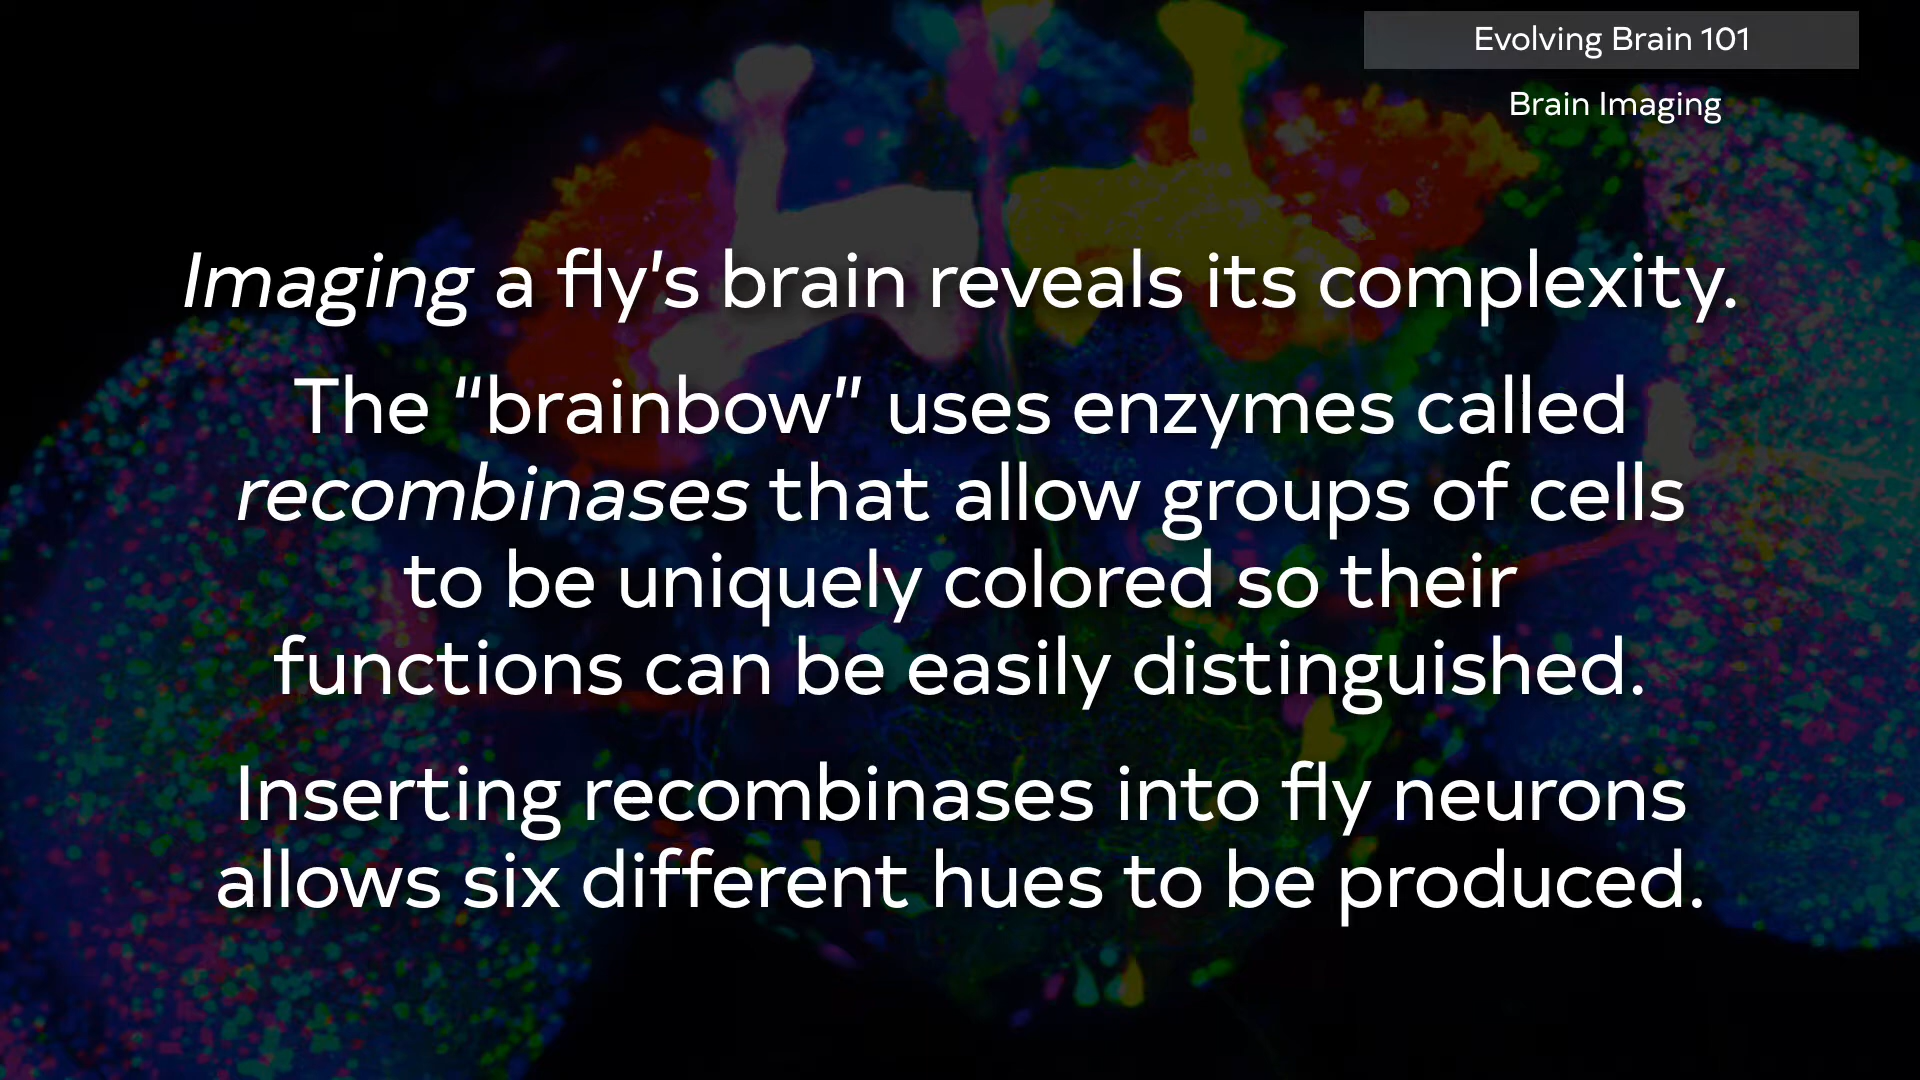 Evolving Brain 101
Brain Imaging
Imaging a fly's brain reveals its complexity.
The “brainbow” uses enzymes called
recombinases that allow groups of cells
to be uniquely colored so their
functions can be easily distinguished.
Inserting recombinases into fly neurons
allows six different hues to be produced.